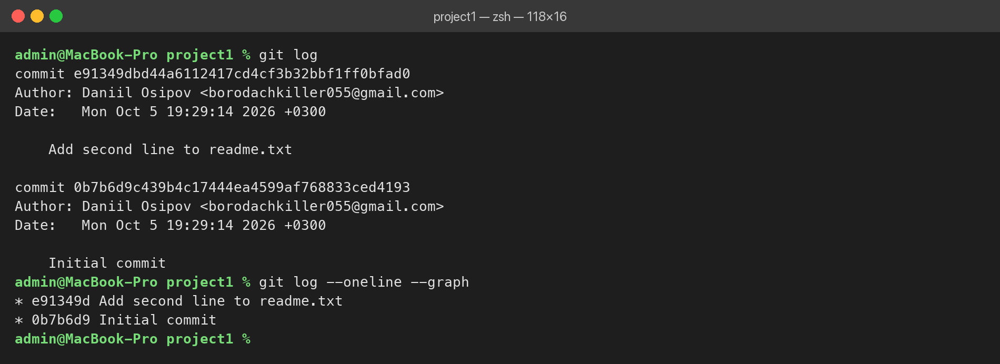 project1 — zsh — 118×16
admin@MacBook-Pro project1 % git log
commit e91349dbd44a6112417cd4cf3b32bbf1ff0bfad0
Author: Daniil Osipov <borodachkiller055@gmail.com>
Date:   Mon Oct 5 19:29:14 2026 +0300
    Add second line to readme.txt
commit 0b7b6d9c439b4c17444ea4599af768833ced4193
Author: Daniil Osipov <borodachkiller055@gmail.com>
Date:   Mon Oct 5 19:29:14 2026 +0300
    Initial commit
admin@MacBook-Pro project1 % git log --oneline --graph
* e91349d Add second line to readme.txt
* 0b7b6d9 Initial commit
admin@MacBook-Pro project1 %